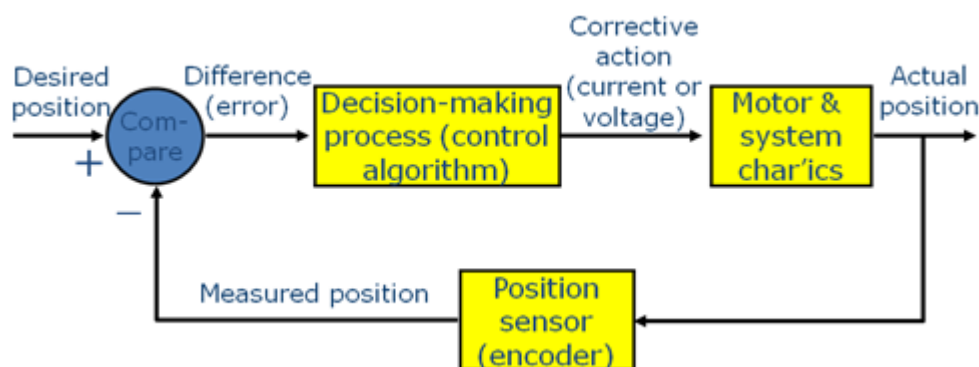 Desired
position
+
−
Com-
pare
Difference
(error)
Decision-making
process (control
algorithm)
Corrective
action
(current or
voltage)
Motor &
system
char’ics
Actual
position
Measured position
Position
sensor
(encoder)